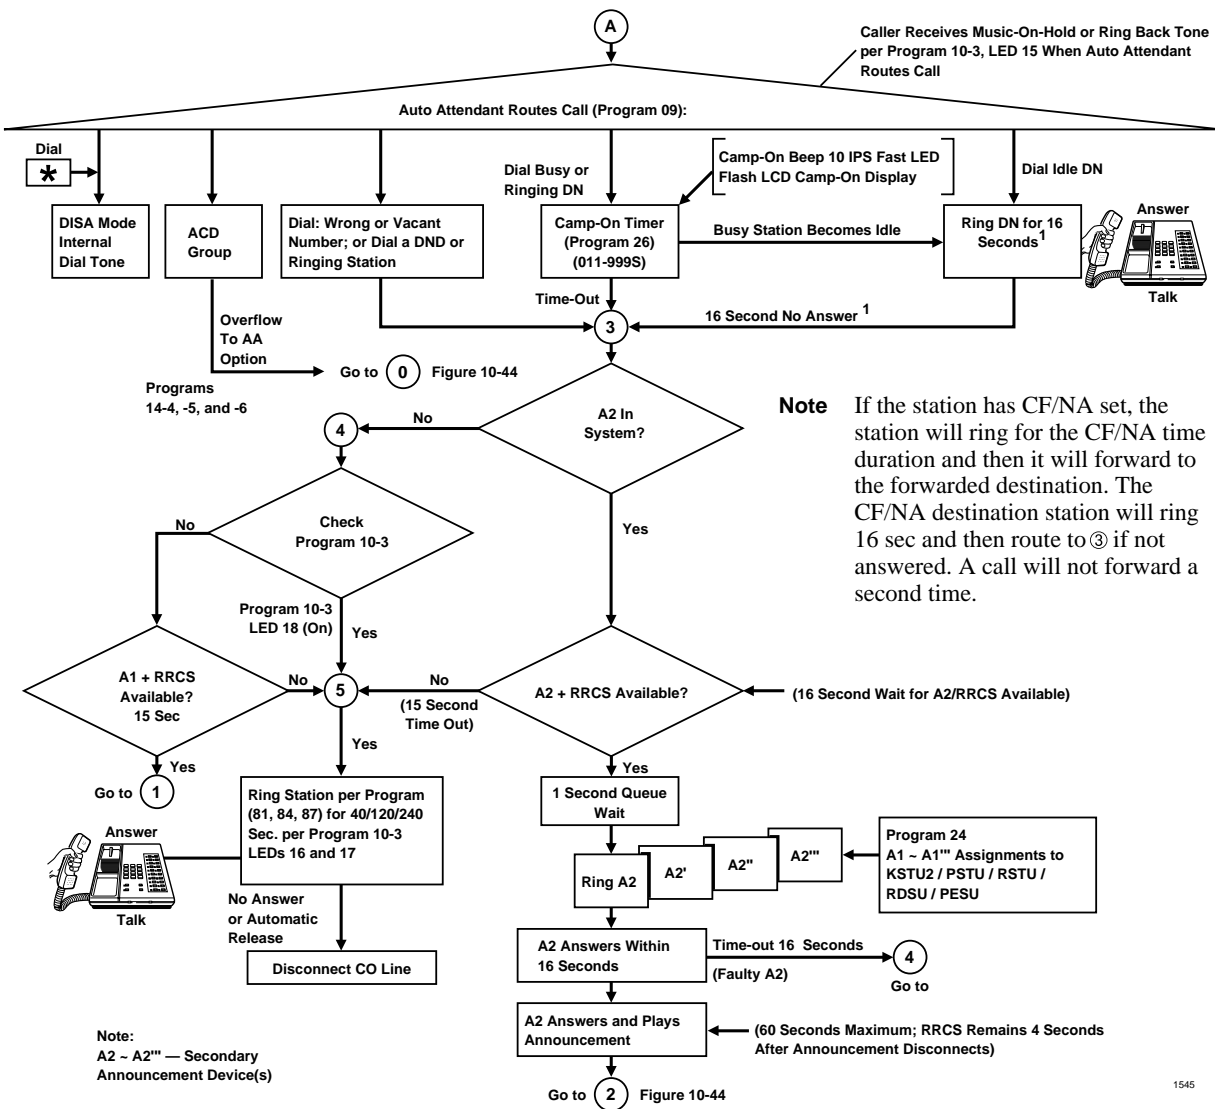 A
Caller Receives Music-On-Hold or Ring Back Tone
per Program 10-3, LED 15 When Auto Attendant
Routes Call
Auto Attendant Routes Call (Program 09):
Dial
*
Dial Busy or
Ringing DN
Camp-On Beep 10 IPS Fast LED
Flash LCD Camp-On Display
Dial Idle DN
DISA Mode
Internal
Dial Tone
ACD
Group
Dial: Wrong or Vacant
Number; or Dial a DND or
Ringing Station
Camp-On Timer
(Program 26)
(011-999S)
Busy Station Becomes Idle
Ring DN for 16
Seconds1
Answer
Talk
Time-Out
3
16 Second No Answer 1
Overflow
To AA
Option
Go to 0 Figure 10-44
Programs
14-4, -5, and -6
A2 In
System?
No
4
Yes
Note If the station has CF/NA set, the
station will ring for the CF/NA time
duration and then it will forward to
the forwarded destination. The
CF/NA destination station will ring
16 sec and then route to ③ if not
answered. A call will not forward a
second time.
Check
Program 10-3
No
Program 10-3
LED 18 (On)
Yes
A1 + RRCS
Available?
15 Sec
No
5
No
(15 Second
Time Out)
A2 + RRCS Available?
(16 Second Wait for A2/RRCS Available)
Yes
Go to 1
Yes
Yes
Ring Station per Program
(81, 84, 87) for 40/120/240
Sec. per Program 10-3
LEDs 16 and 17
Answer
Talk
1 Second Queue
Wait
Ring A2
A2'
A2"
A2'"
Program 24
A1 ~ A1'" Assignments to
KSTU2 / PSTU / RSTU /
RDSU / PESU
No Answer
or Automatic
Release
Disconnect CO Line
A2 Answers Within
16 Seconds
Time-out 16 Seconds
(Faulty A2)
4
Go to
A2 Answers and Plays
Announcement
(60 Seconds Maximum; RRCS Remains 4 Seconds
After Announcement Disconnects)
Note:
A2 ~ A2'" — Secondary
Announcement Device(s)
Go to 2 Figure 10-44
1545